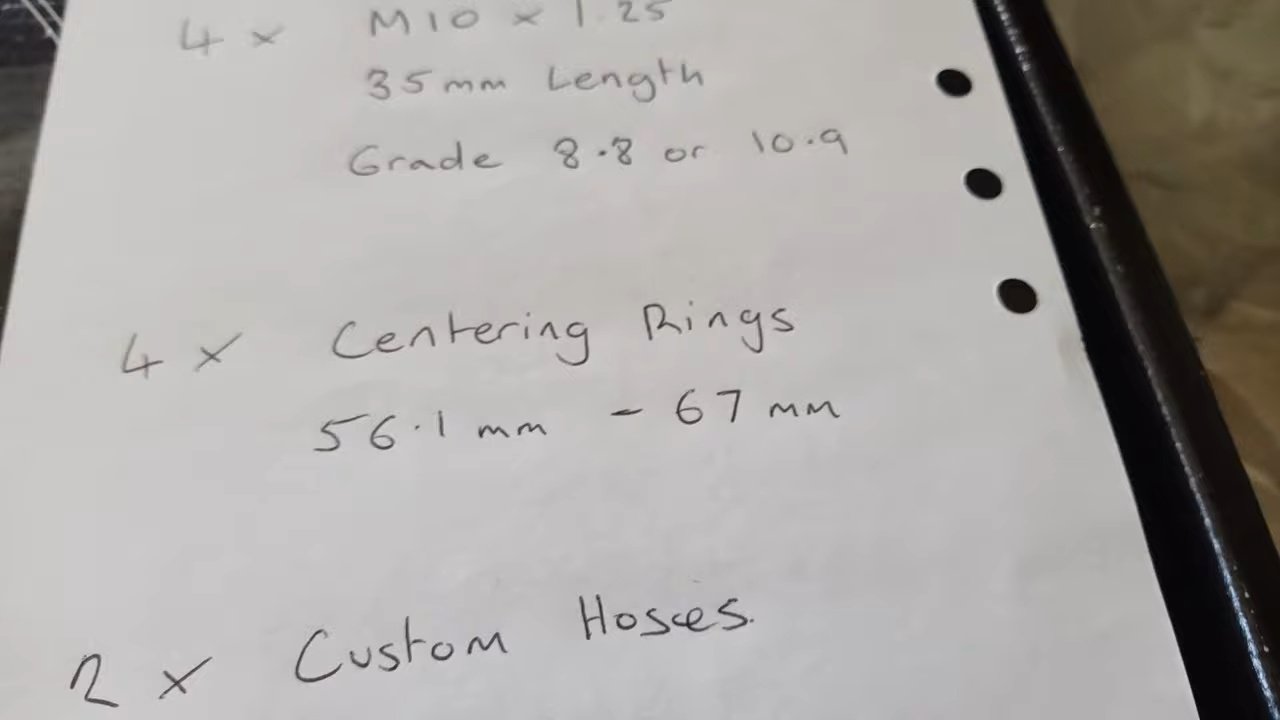 4 x M10 x 1.25
35mm Length
Grade 8.8 or 10.9
4 x Centering Rings
56.1 mm - 67 mm
2 x Custom Hoses.